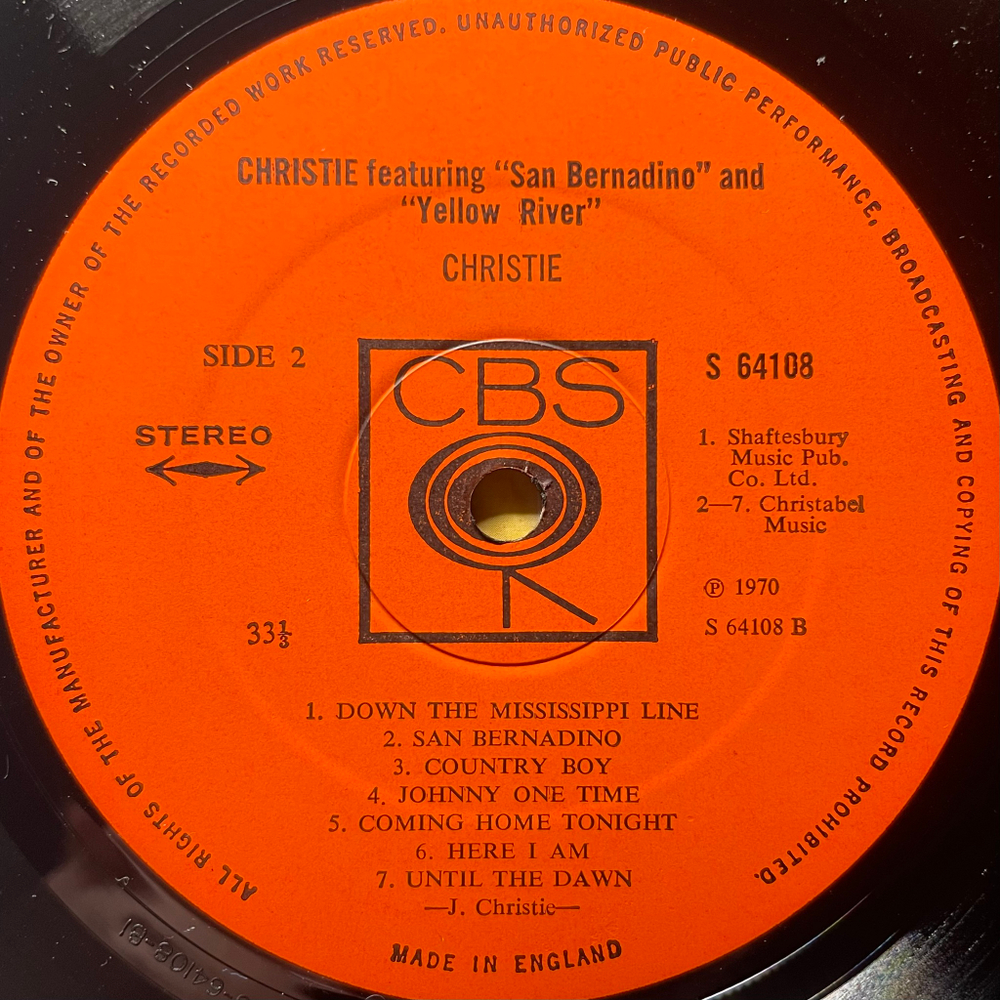 ALL RIGHTS OF THE MANUFACTURER AND OF THE OWNER OF THE RECORDED WORK RESERVED. UNAUTHORIZED PUBLIC PERFORMANCE, BROADCASTING AND COPYING OF THIS RECORD PROHIBITED.
CHRISTIE featuring “San Bernadino” and
“Yellow River”
CHRISTIE
SIDE 2
CBS
S 64108
STEREO
1. Shaftesbury
Music Pub.
Co. Ltd.
2—7. Christabel
Music
℗ 1970
33⅓
S 64108 B
1. DOWN THE MISSISSIPPI LINE
2. SAN BERNADINO
3. COUNTRY BOY
4. JOHNNY ONE TIME
5. COMING HOME TONIGHT
6. HERE I AM
7. UNTIL THE DAWN
—J. Christie—
MADE IN ENGLAND